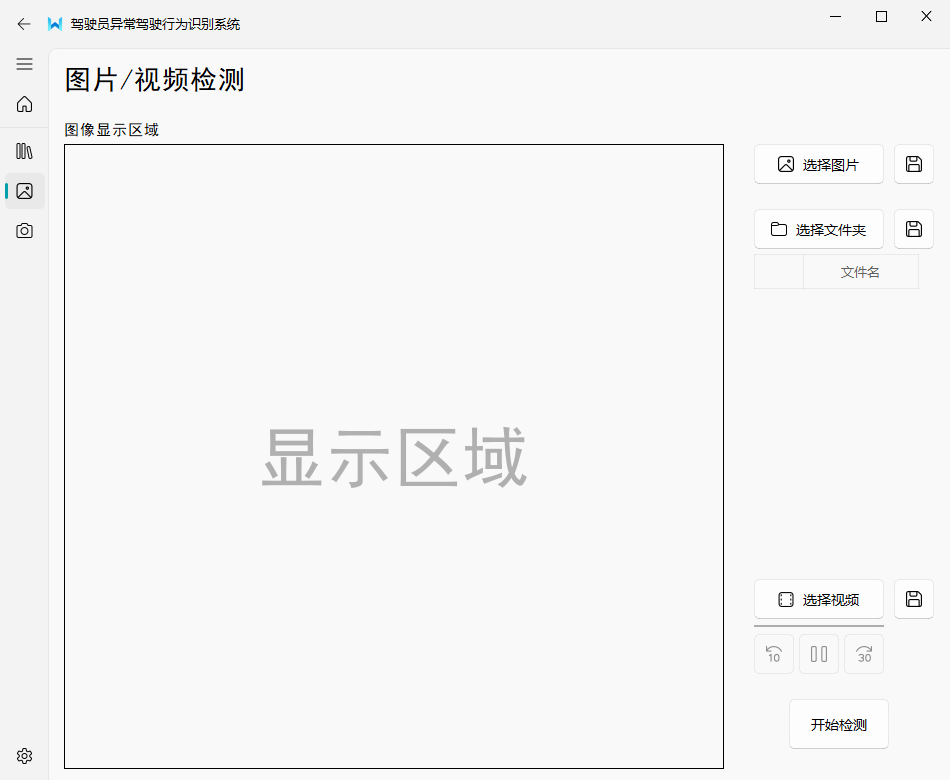 驾驶员异常驾驶行为识别系统
图片/视频检测
图像显示区域
选择图片
选择文件夹
文件名
显示区域
选择视频
10
30
开始检测